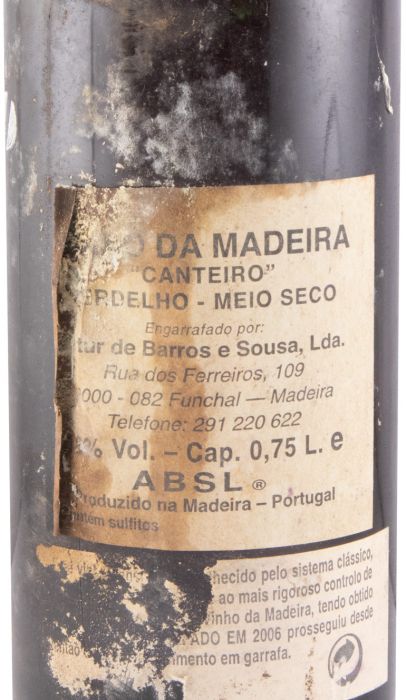 DA MADEIRA
"CANTEIRO"
ERDELHO - MEIO SECO
Engarrafado por:
tur de Barros e Sousa, Lda.
Rua dos Ferreiros, 109
000 - 082 Funchal — Madeira
Telefone: 291 220 622
% Vol. – Cap. 0,75 L. e
ABSL ®
roduzido na Madeira – Portugal
ntém sulfitos
hecido pelo sistema clássico,
ao mais rigoroso controlo de
vinho da Madeira, tendo obtido
ADO EM 2006 prosseguiu desde
mento em garrafa.